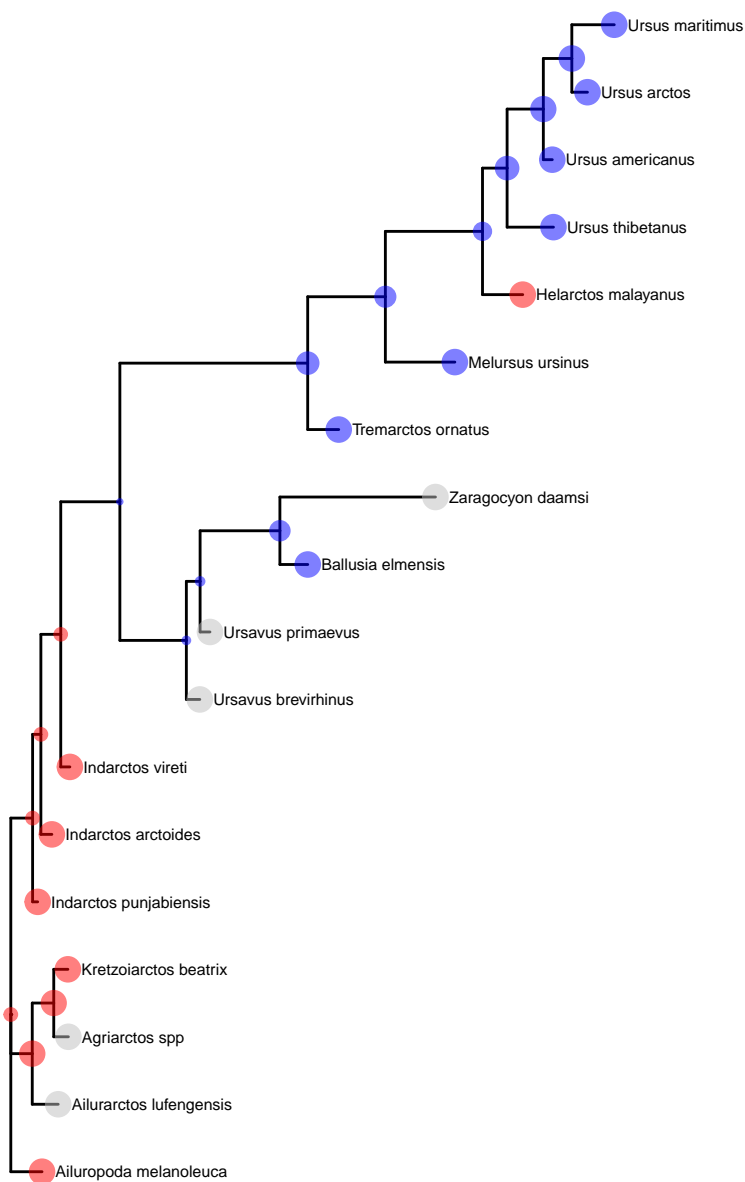 Ursus maritimus
Ursus arctos
Ursus americanus
Ursus thibetanus
Helarctos malayanus
Melursus ursinus
Tremarctos ornatus
Zaragocyon daamsi
Ballusia elmensis
Ursavus primaevus
Ursavus brevirhinus
Indarctos vireti
Indarctos arctoides
Indarctos punjabiensis
Kretzoiarctos beatrix
Agriarctos spp
Ailurarctos lufengensis
Ailuropoda melanoleuca